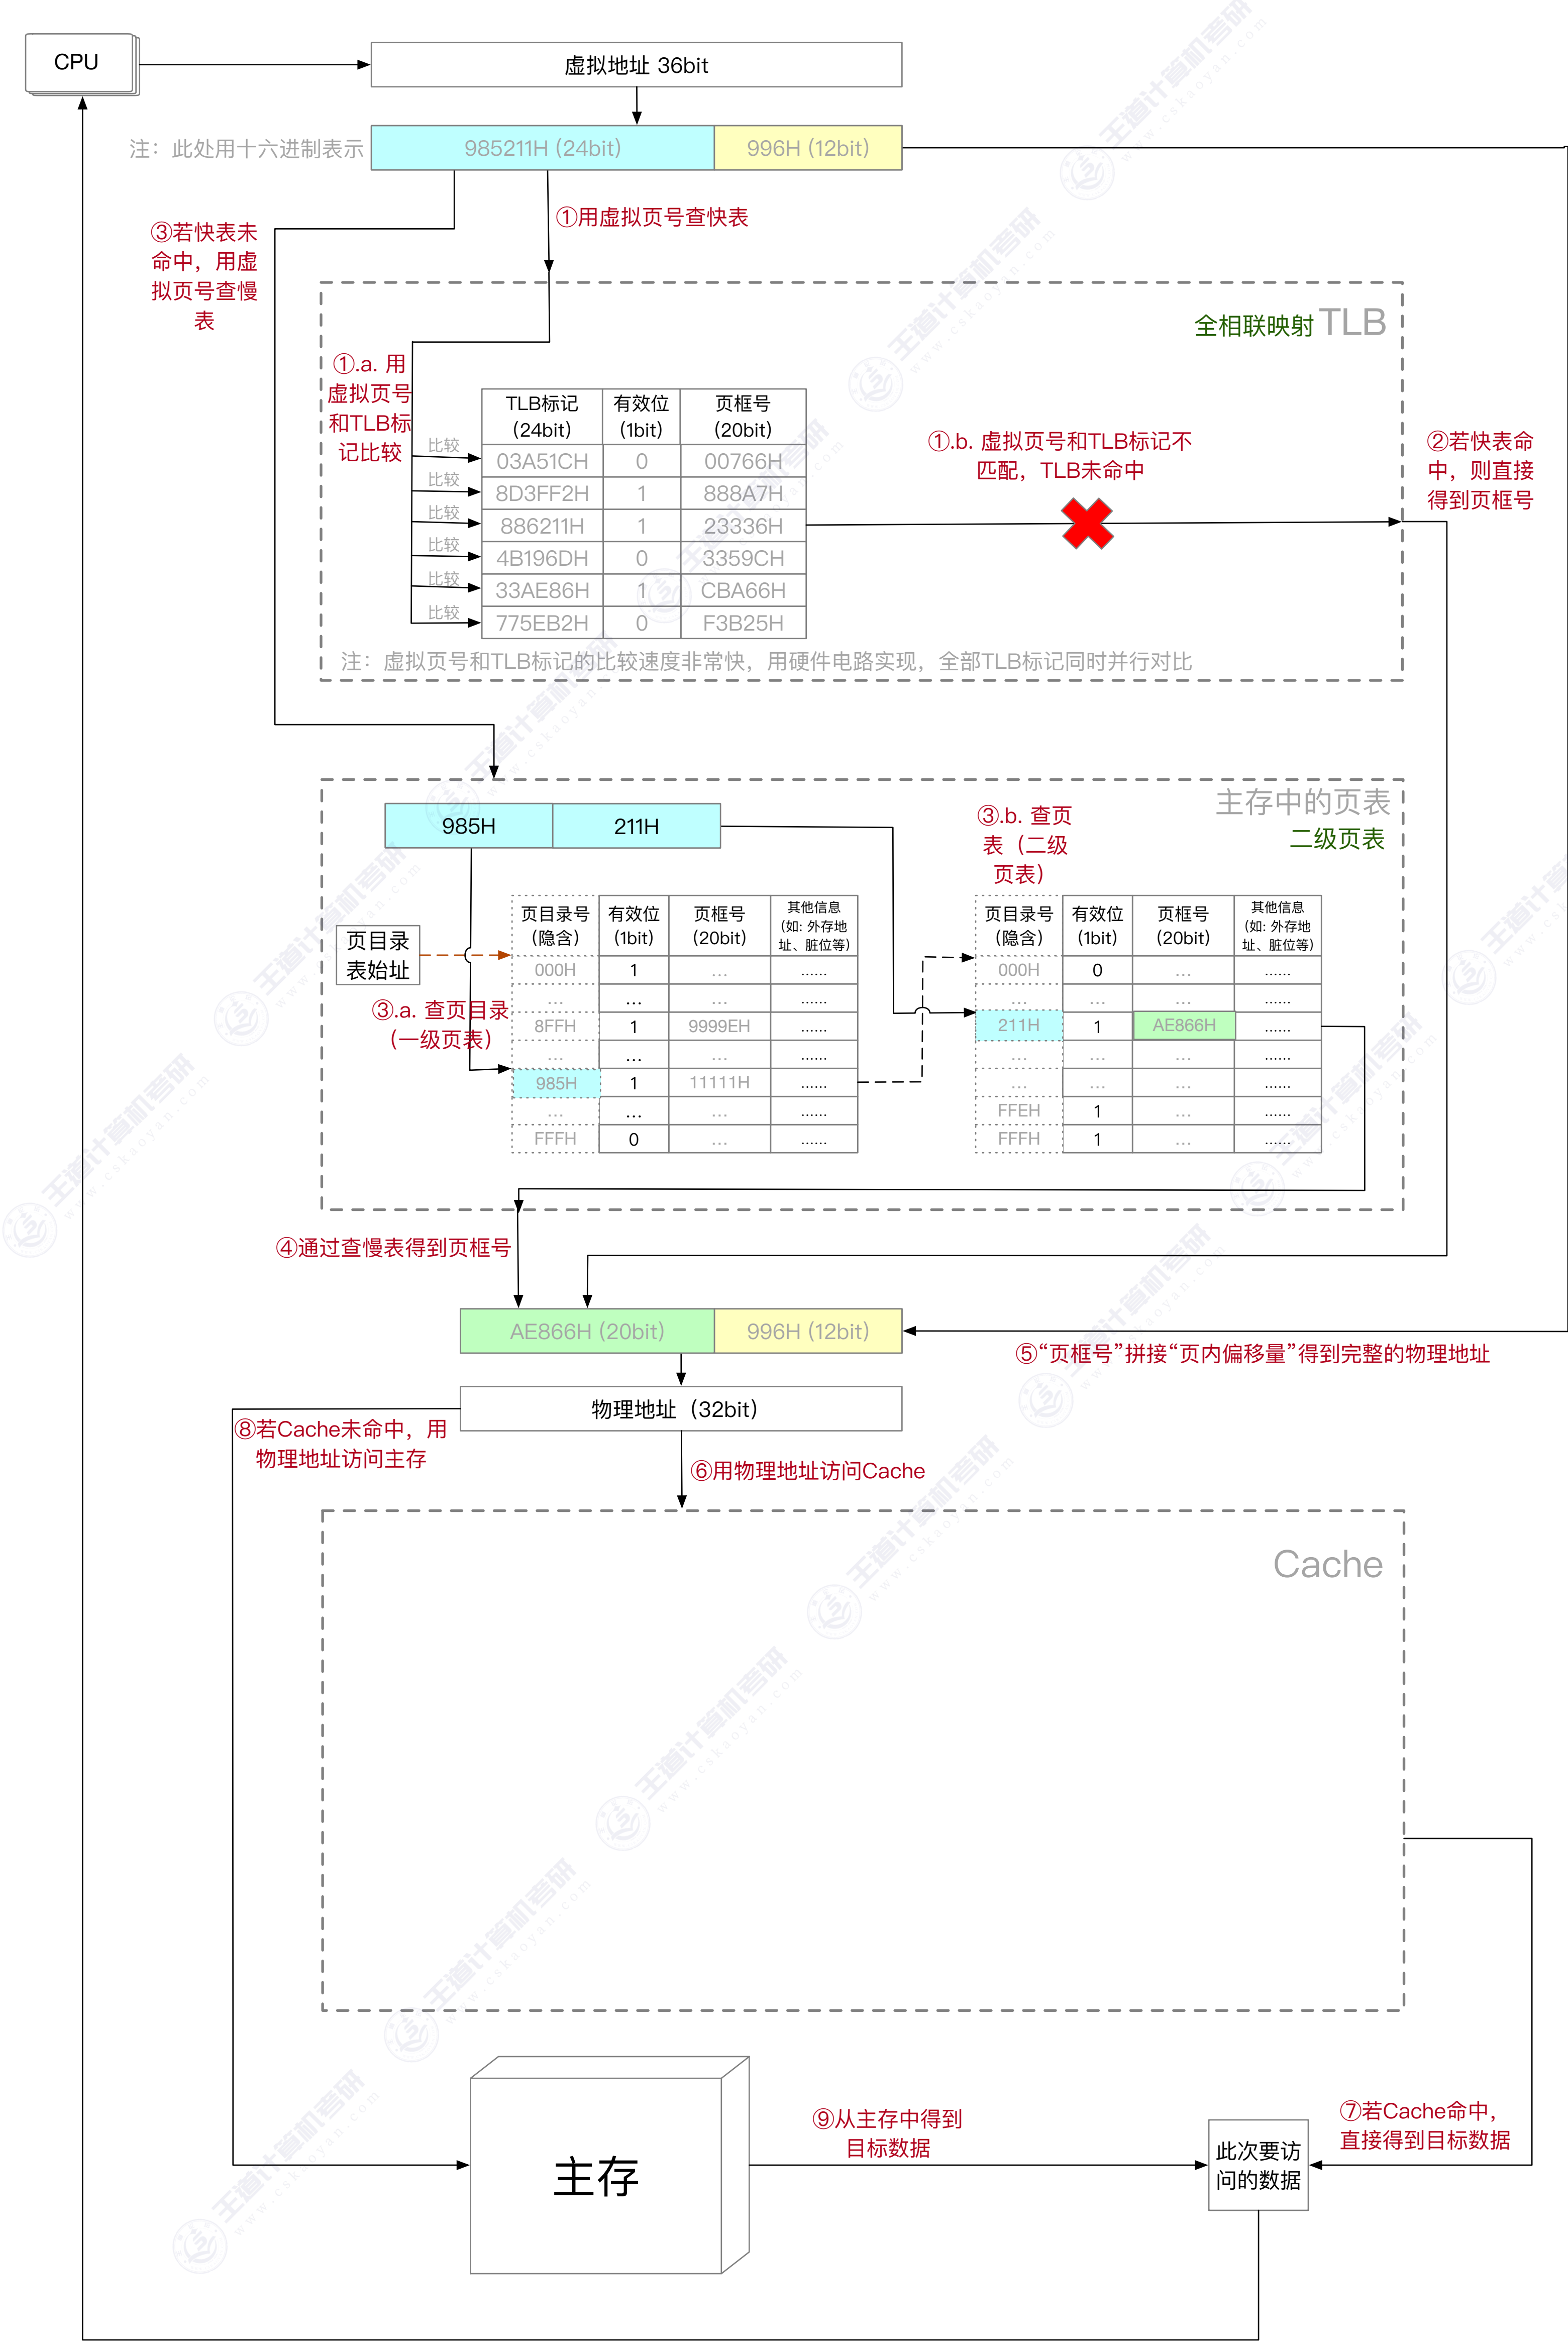 CPU
虚拟地址 36bit
注：此处用十六进制表示
985211H (24bit)
996H (12bit)
①用虚拟页号查快表
③若快表未
命中，用虚
拟页号查慢
表
全相联映射 TLB
①.a. 用
虚拟页号
和TLB标
记比较
TLB标记
(24bit)
有效位
(1bit)
页框号
(20bit)
比较 03A51CH 0 00766H
比较 8D3FF2H 1 888A7H
比较 886211H 1 23336H
比较 4B196DH 0 3359CH
比较 33AE86H 1 CBA66H
比较 775EB2H 0 F3B25H
①.b. 虚拟页号和TLB标记不
匹配，TLB未命中
②若快表命
中，则直接
得到页框号
注：虚拟页号和TLB标记的比较速度非常快，用硬件电路实现，全部TLB标记同时并行对比
主存中的页表
二级页表
985H
211H
③.b. 查页
表（二级
页表）
页目录
表始址
③.a. 查页目录
（一级页表）
页目录号
（隐含）
有效位
(1bit)
页框号
(20bit)
其他信息
(如: 外存地
址、脏位等)
000H 1 ... ......
... ... ... ......
8FFH 1 9999EH ......
... ... ... ......
985H 1 11111H ......
... ... ... ......
FFFH 0 ... ......
页目录号
（隐含）
有效位
(1bit)
页框号
(20bit)
其他信息
(如: 外存地
址、脏位等)
000H 0 ... ......
... ... ... ......
211H 1 AE866H ......
... ... ... ......
... ... ... ......
FFEH 1 ... ......
FFFH 1 ... ......
④通过查慢表得到页框号
AE866H (20bit)
996H (12bit)
⑤“页框号”拼接“页内偏移量”得到完整的物理地址
物理地址（32bit）
⑧若Cache未命中，用
物理地址访问主存
⑥用物理地址访问Cache
Cache
主存
⑨从主存中得到
目标数据
此次要访
问的数据
⑦若Cache命中，
直接得到目标数据
王道计算机考研
www.cskaoyan.com